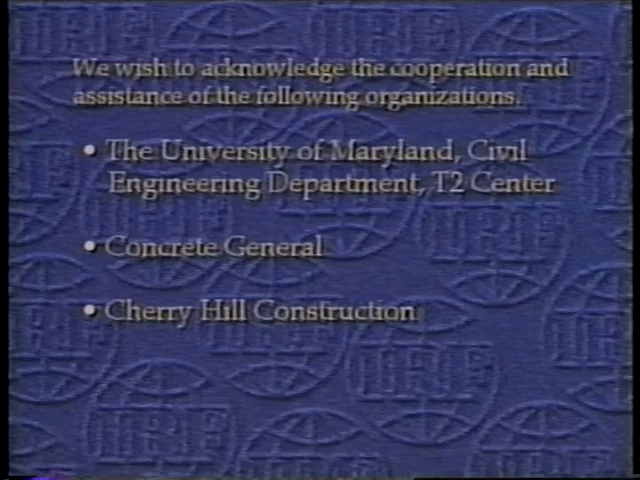 We wish to acknowledge the cooperation and
assistance of the following organizations.
• The University of Maryland, Civil
Engineering Department, T2 Center
• Concrete General
• Cherry Hill Construction